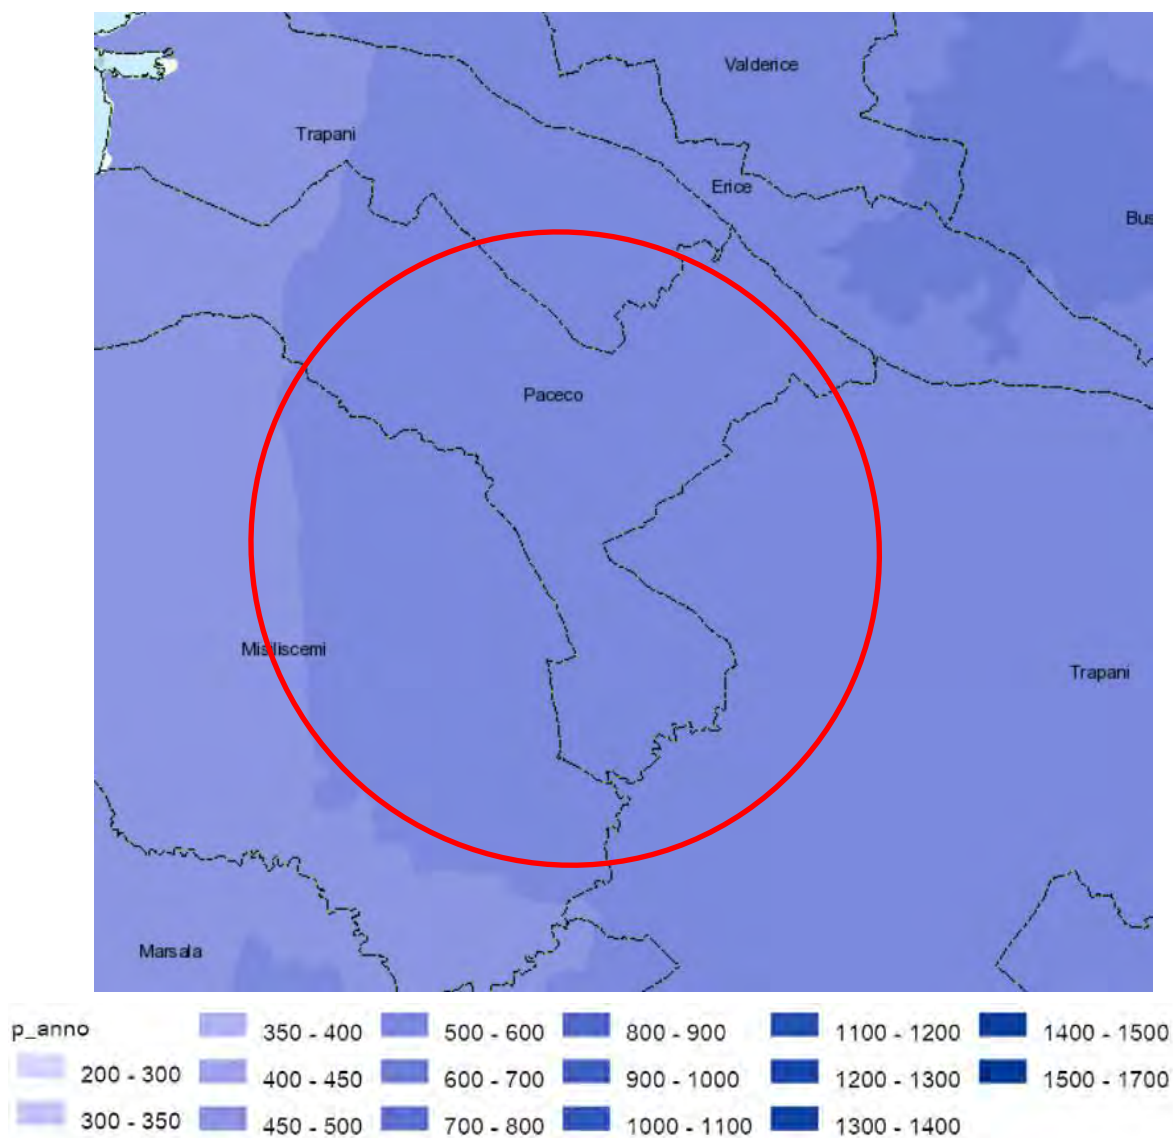 Valderice
Trapani
Erice
Bus
Paceco
Misiliscemi
Trapani
Marsala
p_anno
200 - 300
300 - 350
350 - 400
400 - 450
450 - 500
500 - 600
600 - 700
700 - 800
800 - 900
900 - 1000
1000 - 1100
1100 - 1200
1200 - 1300
1300 - 1400
1400 - 1500
1500 - 1700